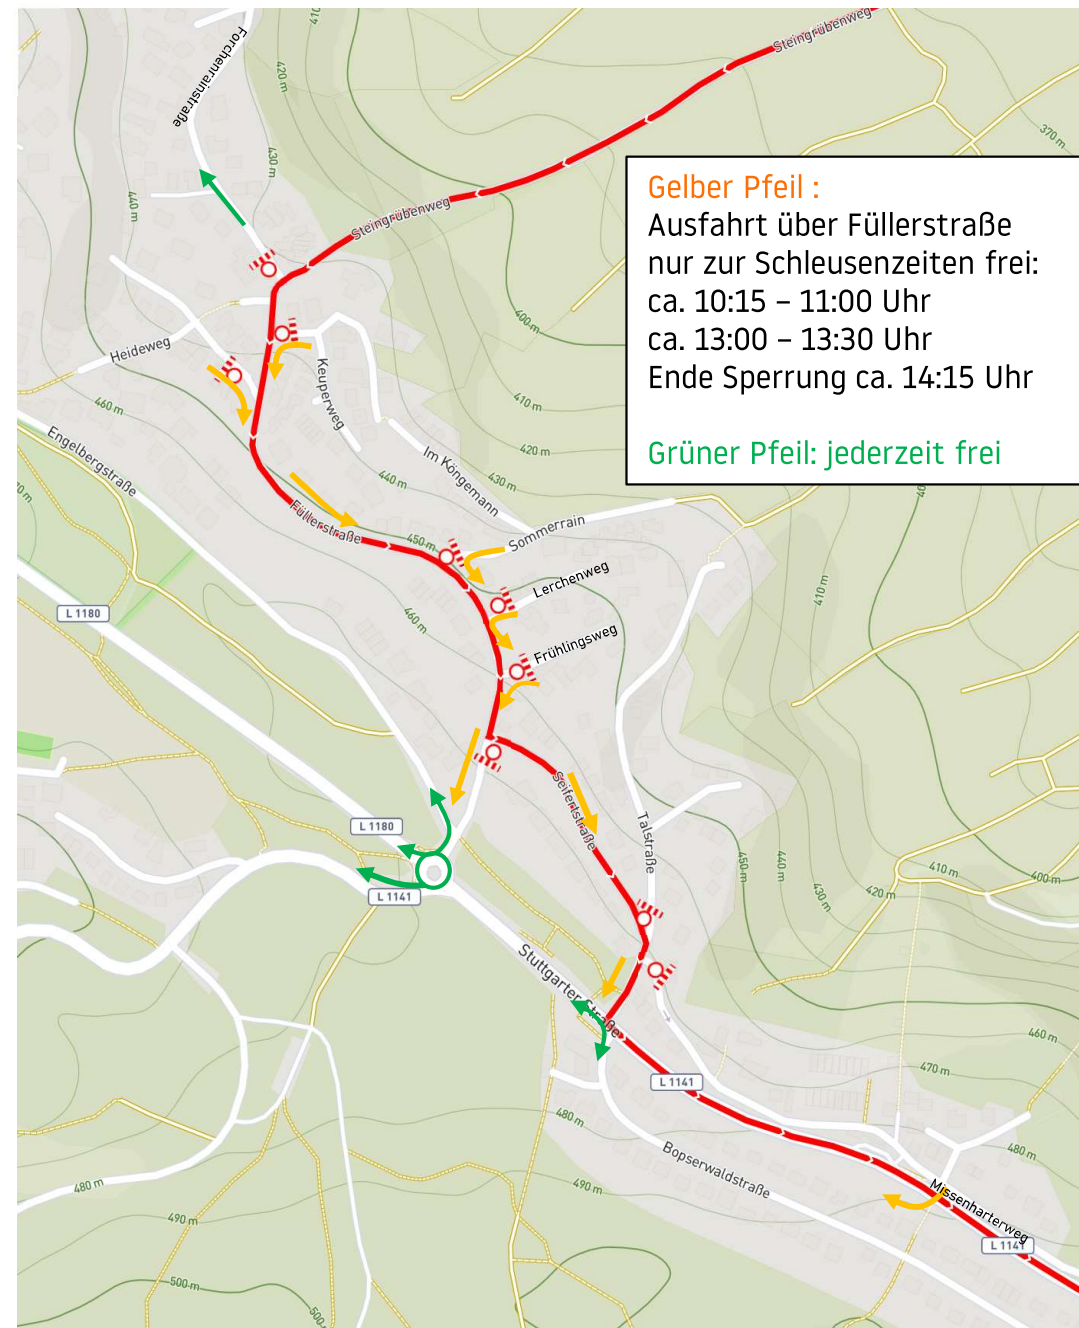 Forchenrainstraße
410
420 m
430 m
440 m
Steingrübenweg
370 m
Steingrübenweg
Gelber Pfeil :
Ausfahrt über Füllerstraße
nur zur Schleusenzeiten frei:
ca. 10:15 – 11:00 Uhr
ca. 13:00 – 13:30 Uhr
Ende Sperrung ca. 14:15 Uhr
Grüner Pfeil: jederzeit frei
400 m
Heideweg
Keuperweg
410 m
460 m
Engelbergstraße
Im Köngemann
420 m
430 m
440 m
Füllerstraße
450 m
Sommerrain
Lerchenweg
410 m
L 1180
460 m
Frühlingsweg
Seifertstraße
Talstraße
L 1180
L 1141
450 m
440 m
430 m
420 m
410 m
400 m
Stuttgarter Straße
460 m
470 m
L 1141
480 m
480 m
Bopserwaldstraße
480 m
490 m
Missenharterweg
490 m
L 1141
500 m
500